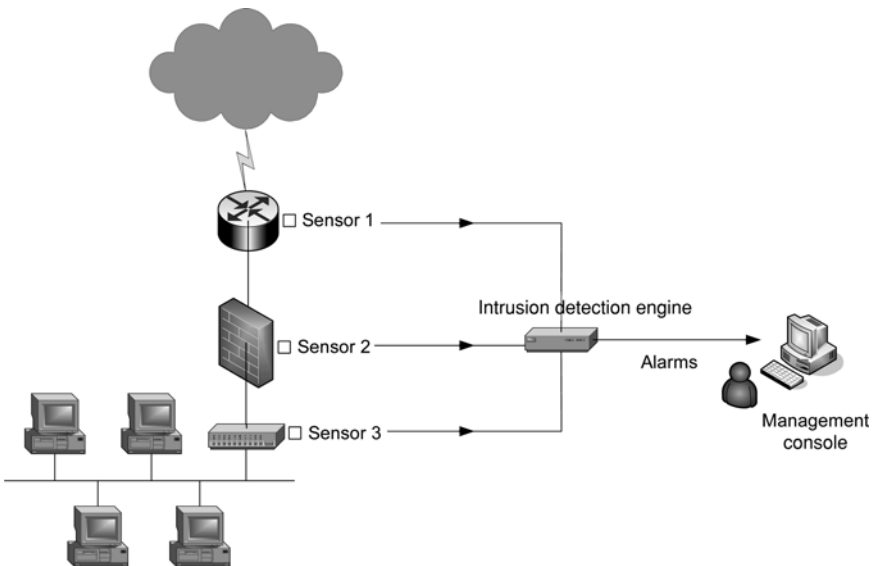 Sensor 1
Intrusion detection engine
Sensor 2
Alarms
Management
console
Sensor 3